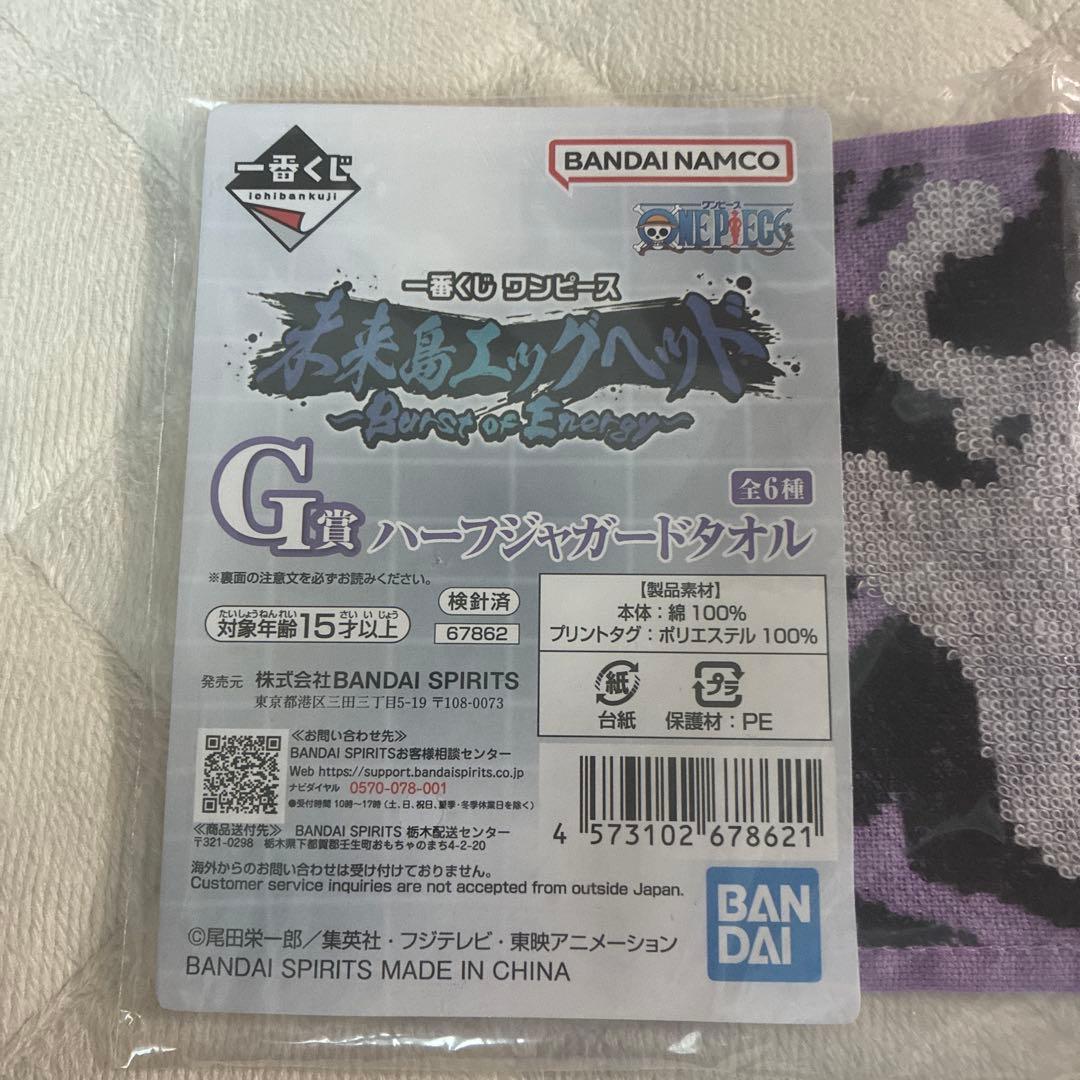 一番くじ
ichibankuji
BANDAI NAMCO
ワンピース
ONE PIECE
一番くじ ワンピース
未来島エッグヘッド
~Burst of Energy~
G賞 ハーフジャガードタオル
全6種
※裏面の注意文を必ずお読みください。
たいしょうねんれい さい いじょう
対象年齢15才以上
検針済
67862
【製品素材】
本体:綿 100%
プリントタグ:ポリエステル 100%
紙
台紙
プラ
保護材:PE
発売元 株式会社BANDAI SPIRITS
東京都港区三田三丁目5-19 〒108-0073
≪お問い合わせ先≫
BANDAI SPIRITSお客様相談センター
Web https://support.bandaispirits.co.jp
ナビダイヤル 0570-078-001
●受付時間 10時~17時 (土、日、祝日、夏季・冬季休業日を除く)
≪商品送付先≫ BANDAI SPIRITS 栃木配送センター
〒321-0298 栃木県下都賀郡壬生町おもちゃのまち4-2-20
海外からのお問い合わせは受け付けておりません。
Customer service inquiries are not accepted from outside Japan.
4 573102 678621
©尾田栄一郎/集英社・フジテレビ・東映アニメーション
BANDAI SPIRITS MADE IN CHINA
BAN
DAI